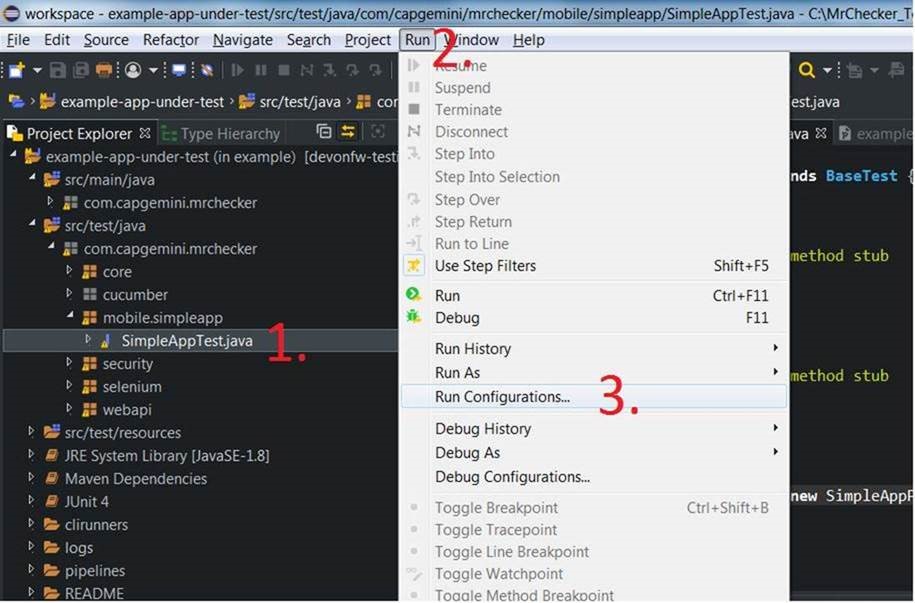 workspace - example-app-under-test/src/test/java/com/capgemini/mrchecker/mobile/simpleapp/SimpleAppTest.java - C:\MrChecker_T
File Edit Source Refactor Navigate Search Project Run Window Help
2.
example-app-under-test src/test/java
est.java
Project Explorer Type Hierarchy
example
example-app-under-test (in example) [devonfw-testi
src/main/java
com.capgemini.mrchecker
src/test/java
com.capgemini.mrchecker
core
cucumber
mobile.simpleapp
SimpleAppTest.java
1.
security
selenium
webapi
src/test/resources
JRE System Library [JavaSE-1.8]
Maven Dependencies
JUnit 4
clirunners
logs
pipelines
README
Resume
Suspend
Terminate
Disconnect
Step Into
Step Into Selection
Step Over
Step Return
Run to Line
Use Step Filters Shift+F5
Run Ctrl+F11
Debug F11
Run History
Run As
Run Configurations...
3.
Debug History
Debug As
Debug Configurations...
Toggle Breakpoint Ctrl+Shift+B
Toggle Tracepoint
Toggle Line Breakpoint
Toggle Watchpoint
Toggle Method Breakpoint
nds BaseTest {
method stub
method stub
new SimpleAppP